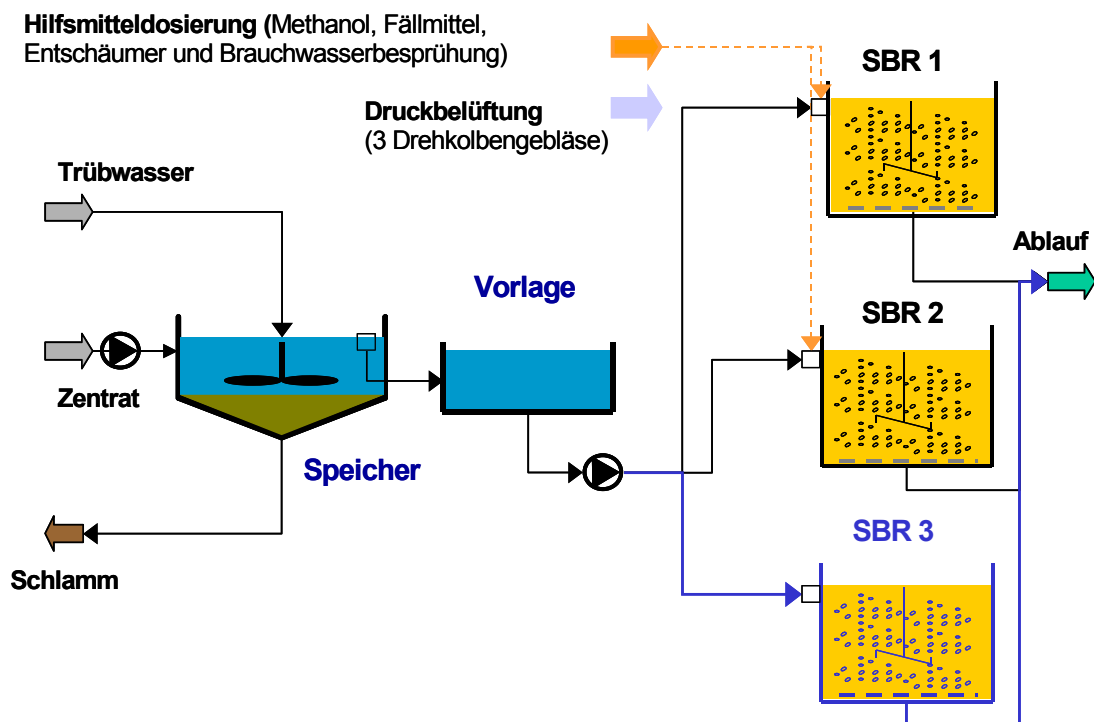 Hilfsmitteldosierung (Methanol, Fällmittel,
Entschäumer und Brauchwasserbesprühung)
SBR 1
Druckbelüftung
(3 Drehkolbengebläse)
Trübwasser
Ablauf
Vorlage
SBR 2
Zentrat
Speicher
SBR 3
Schlamm